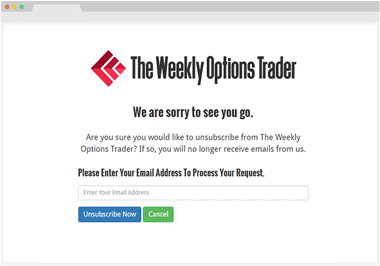 The Weekly Options Trader
We are sorry to see you go.
Are you sure you would like to unsubscribe from The Weekly
Options Trader? If so, you will no longer receive emails from us.
Please Enter Your Email Address To Process Your Request.
Enter Your Email Address
Unsubscribe Now Cancel